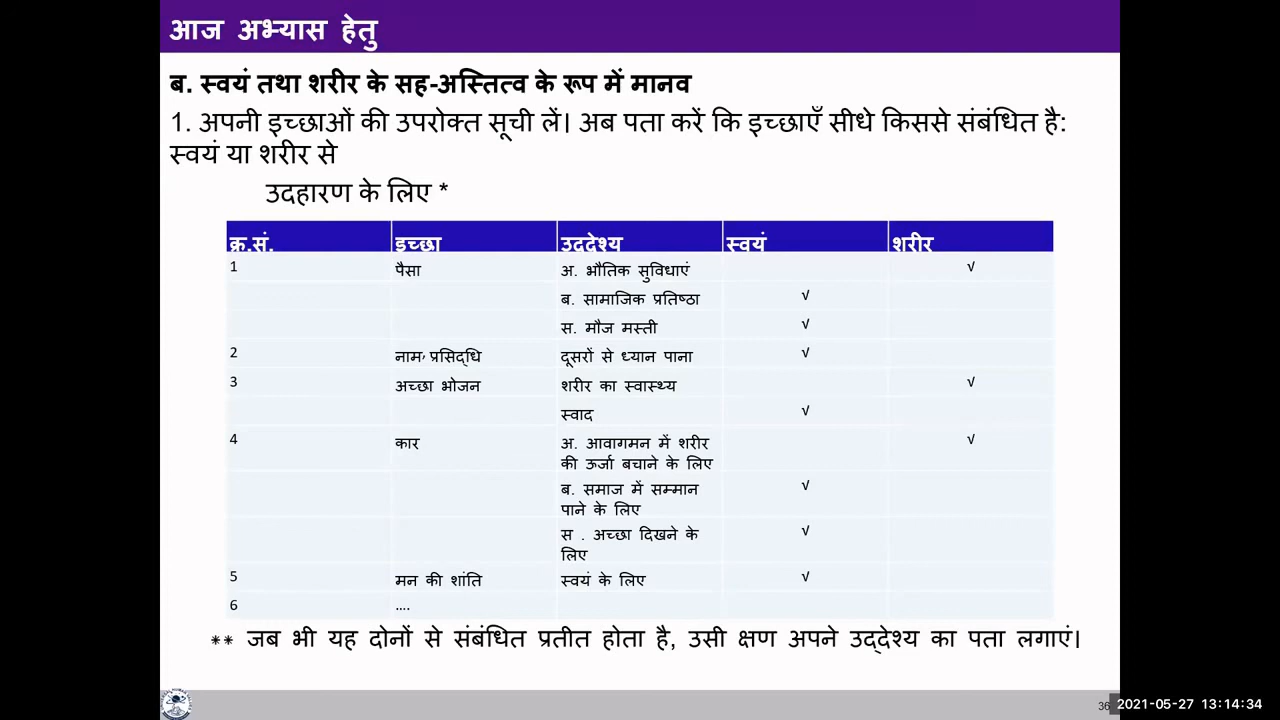 आज अभ्यास हेतु
ब. स्वयं तथा शरीर के सह-अस्तित्व के रूप में मानव
1. अपनी इच्छाओं की उपरोक्त सूची लें। अब पता करें कि इच्छाएँ सीधे किससे संबंधित है:
स्वयं या शरीर से
उदहारण के लिए *
क्र.सं. इच्छा उद्देश्य स्वयं शरीर
1 पैसा अ. भौतिक सुविधाएं √
ब. सामाजिक प्रतिष्ठा √
स. मौज मस्ती √
2 नाम, प्रसिद्धि दूसरों से ध्यान पाना √
3 अच्छा भोजन शरीर का स्वास्थ्य √
स्वाद √
4 कार अ. आवागमन में शरीर √
की ऊर्जा बचाने के लिए
ब. समाज में सम्मान √
पाने के लिए
स . अच्छा दिखने के √
लिए
5 मन की शांति स्वयं के लिए √
6 ....
** जब भी यह दोनों से संबंधित प्रतीत होता है, उसी क्षण अपने उद्देश्य का पता लगाएं।
36 2021-05-27 13:14:34